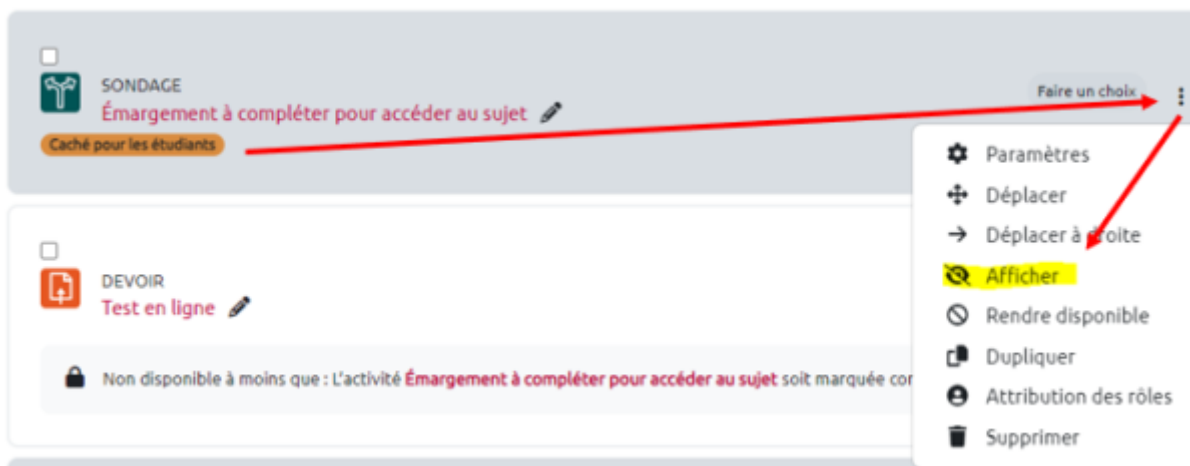 SONDAGE
Faire un choix
Émargement à compléter pour accéder au sujet
Caché pour les étudiants
Paramètres
Déplacer
Déplacer à droite
Afficher
Rendre disponible
Dupliquer
Attribution des rôles
Supprimer
DEVOIR
Test en ligne
Non disponible à moins que : L'activité Émargement à compléter pour accéder au sujet soit marquée